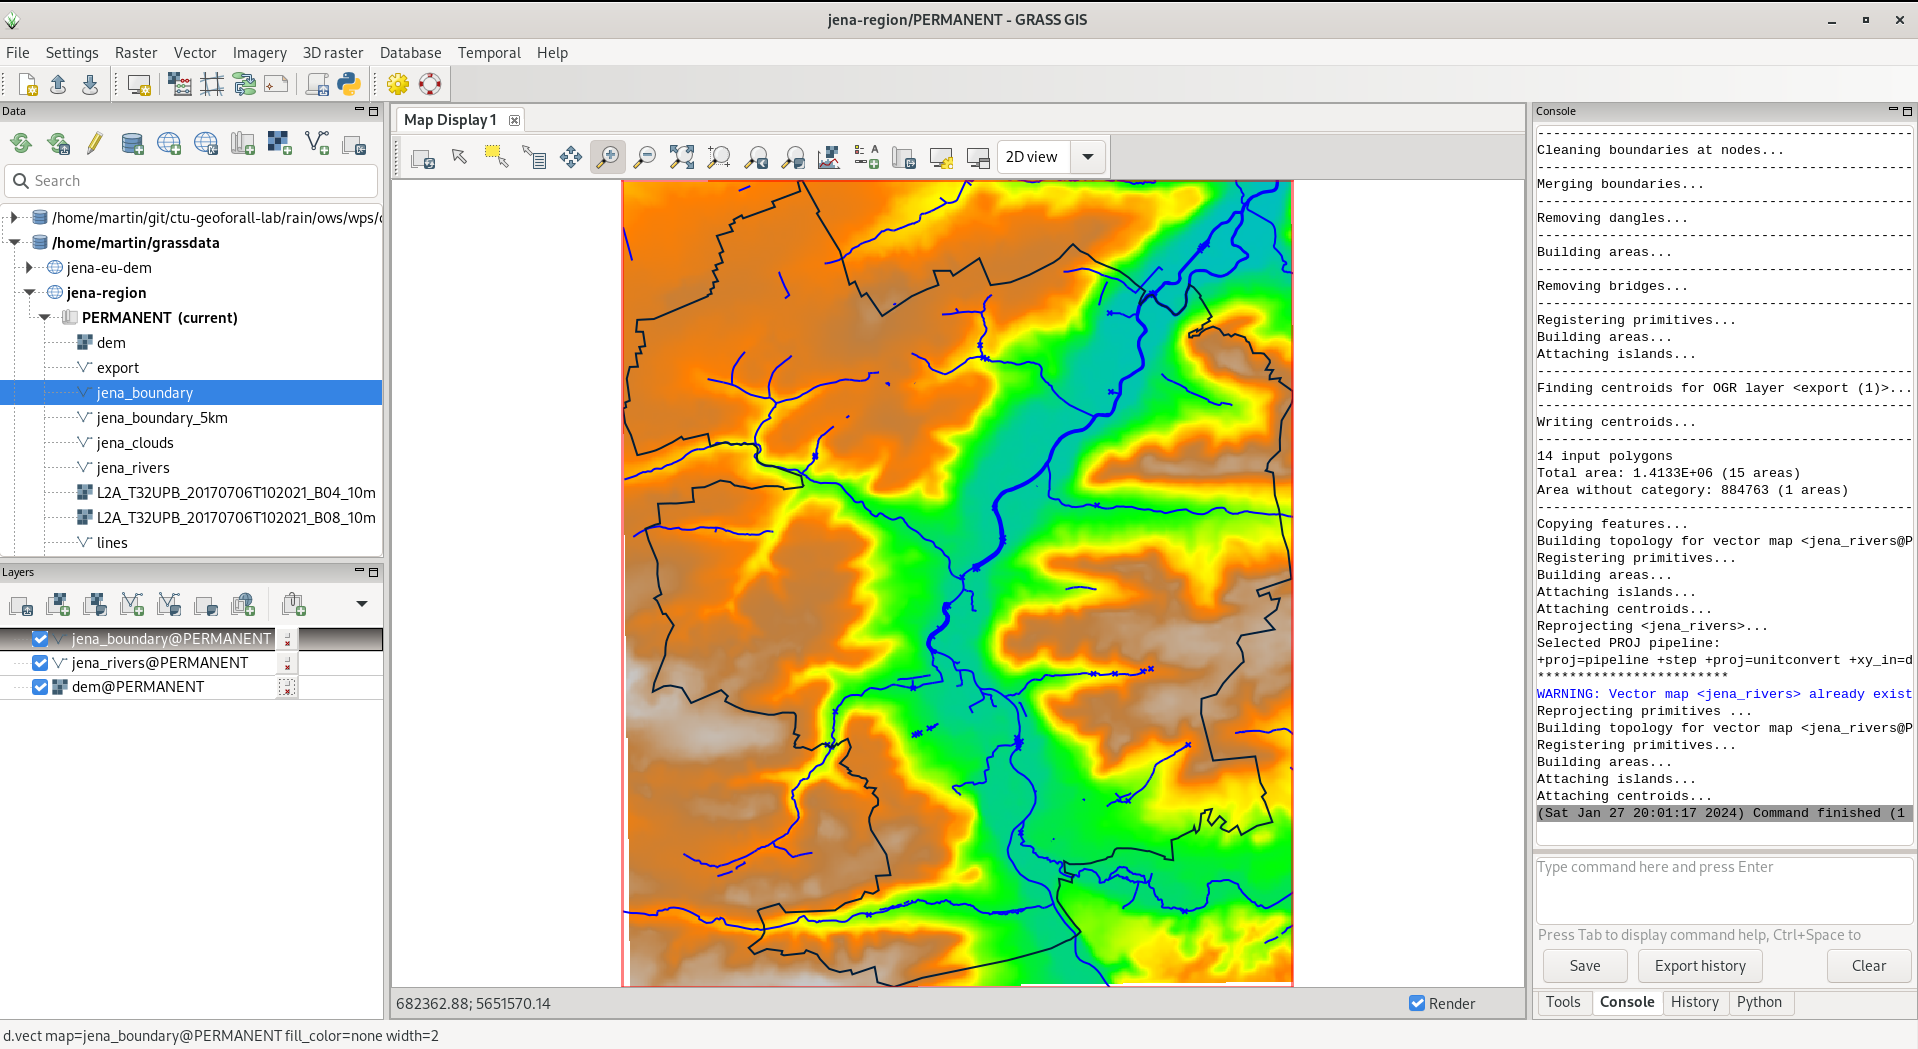 jena-region/PERMANENT - GRASS GIS
File Settings Raster Vector Imagery 3D raster Database Temporal Help
Data
Search
/home/martin/git/ctu-geoforall-lab/rain/ows/wps/
/home/martin/grassdata
jena-eu-dem
jena-region
PERMANENT (current)
dem
export
jena_boundary
jena_boundary_5km
jena_clouds
jena_rivers
L2A_T32UPB_20170706T102021_B04_10m
L2A_T32UPB_20170706T102021_B08_10m
lines
Layers
jena_boundary@PERMANENT
jena_rivers@PERMANENT
dem@PERMANENT
Map Display 1
2D view
682362.88; 5651570.14
Render
Console
Cleaning boundaries at nodes...
Merging boundaries...
Removing dangles...
Building areas...
Removing bridges...
Registering primitives...
Building areas...
Attaching islands...
Finding centroids for OGR layer <export (1)>...
Writing centroids...
14 input polygons
Total area: 1.4133E+06 (15 areas)
Area without category: 884763 (1 areas)
Copying features...
Building topology for vector map <jena_rivers@P
Registering primitives...
Building areas...
Attaching islands...
Attaching centroids...
Reprojecting <jena_rivers>...
Selected PROJ pipeline:
+proj=pipeline +step +proj=unitconvert +xy_in=d
************************
WARNING: Vector map <jena_rivers> already exist
Reprojecting primitives ...
Building topology for vector map <jena_rivers@P
Registering primitives...
Building areas...
Attaching islands...
Attaching centroids...
(Sat Jan 27 20:01:17 2024) Command finished (1
Type command here and press Enter
Press Tab to display command help, Ctrl+Space to
Save Export history Clear
Tools Console History Python
d.vect map=jena_boundary@PERMANENT fill_color=none width=2